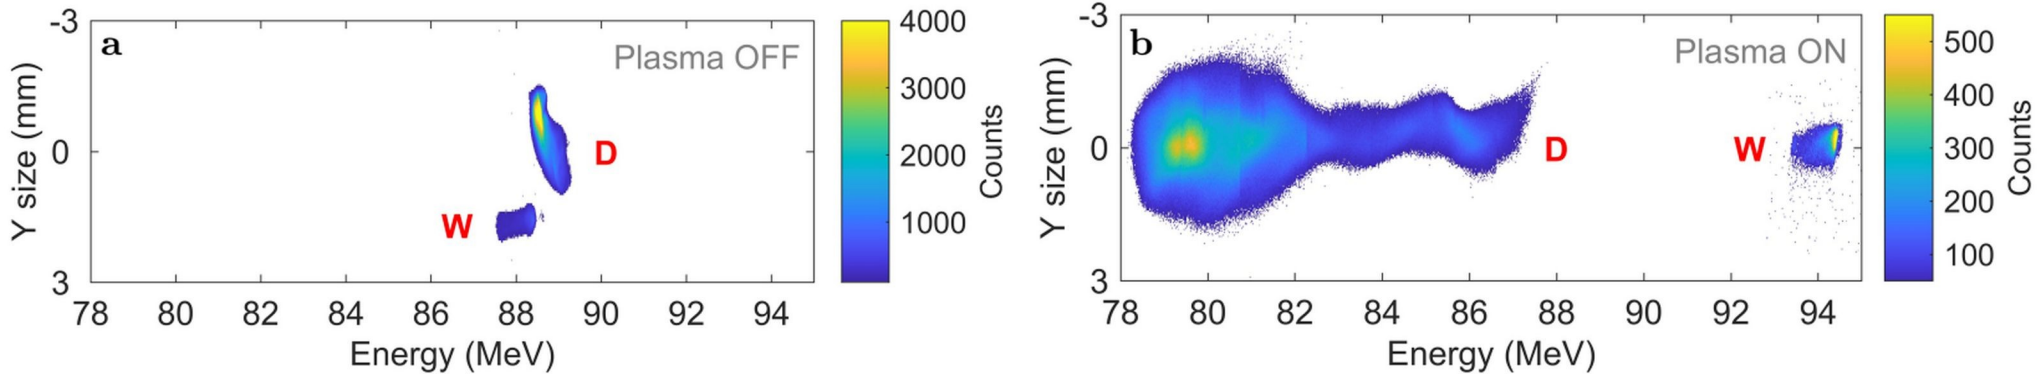 a
Plasma OFF
D
W
-3
0
3
Y size (mm)
78 80 82 84 86 88 90 92 94
Energy (MeV)
4000
3000
2000
1000
Counts
b
Plasma ON
D
W
-3
0
3
Y size (mm)
78 80 82 84 86 88 90 92 94
Energy (MeV)
500
400
300
200
100
Counts